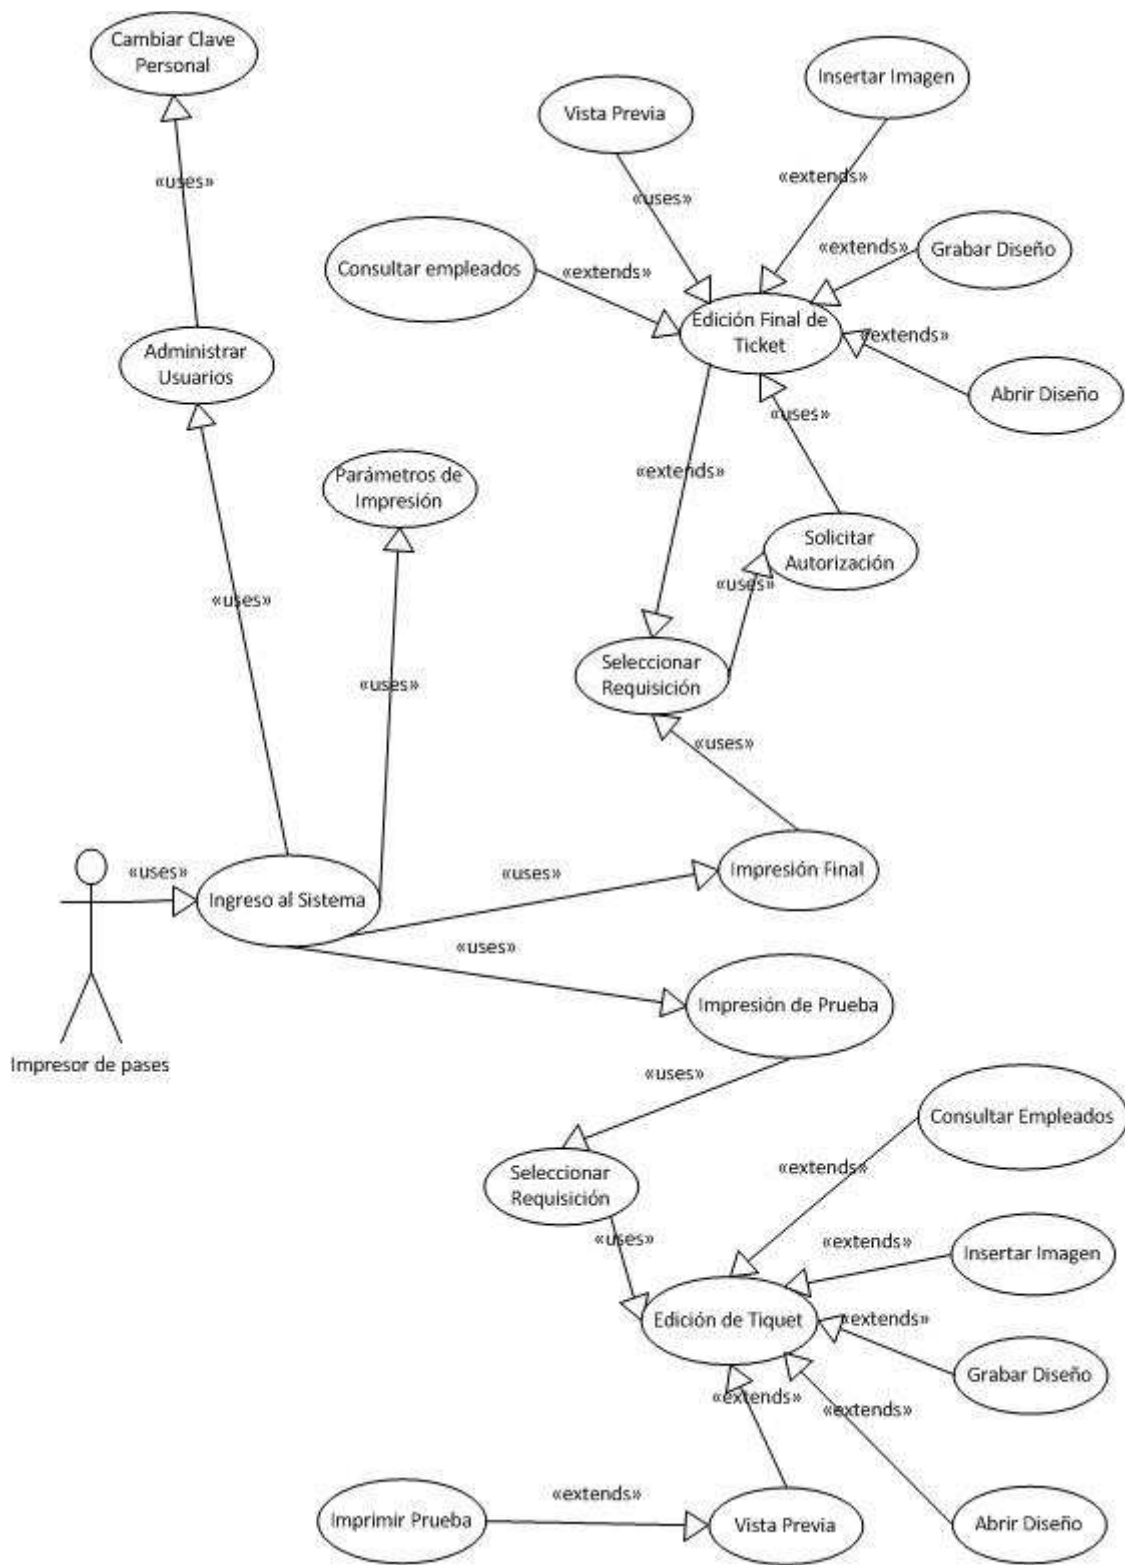 Cambiar Clave
Personal
Insertar Imagen
Vista Previa
«extends»
«uses»
«uses»
Consultar empleados
«extends»
«extends»
Grabar Diseño
Edición Final de
Ticket
«extends»
Administrar
Usuarios
Abrir Diseño
«uses»
Parámetros de
Impresión
«extends»
Solicitar
Autorización
«uses»
«uses»
Seleccionar
Requisición
«uses»
«uses»
«uses»
Impresión Final
«uses»
Ingreso al Sistema
«uses»
Impresión de Prueba
Impresor de pases
«uses»
Consultar Empleados
«extends»
Seleccionar
Requisición
«uses»
«extends»
Insertar Imagen
Edición de Tiquet
«extends»
Grabar Diseño
«extends»
«extends»
«extends»
Imprimir Prueba
Vista Previa
Abrir Diseño